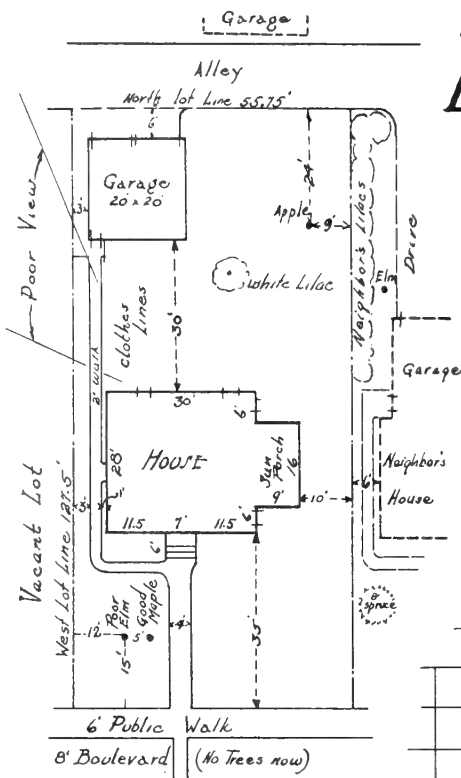 Garage
Alley
North Lot Line 55.75'
6'
Garage
20' x 20'
3'
24'
Apple
9'
Neighbor's Lilacs
Drive
Elm
Poor View
White Lilac
Clothes
Lines
30'
2' Walk
Garage
30'
6'
28'
House
Sun
Porch
16'
9'
10'
6'
Neighbor's
House
Vacant Lot
West Lot Line 127.5'
3'
3'
11.5
7'
11.5
6'
6'
8'
Spruce
35'
12
Poor
Elm
5'
Good
Maple
4'
15'
6' Public Walk
8' Boulevard (No Trees now)